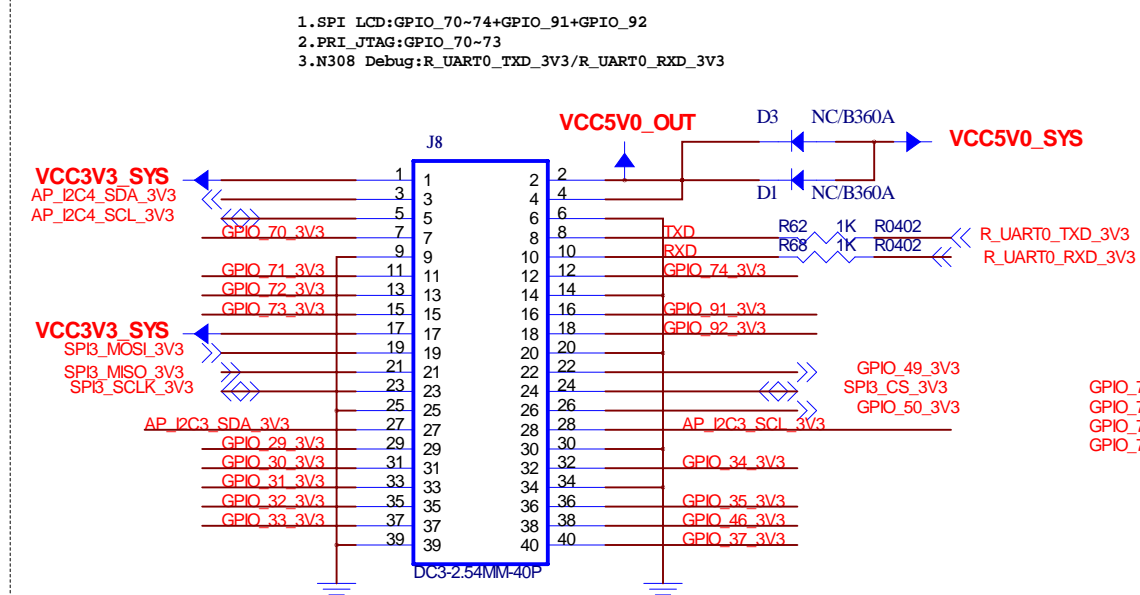 1.SPI LCD:GPIO_70~74+GPIO_91+GPIO_92
2.PRI_JTAG:GPIO_70~73
3.N308 Debug:R_UART0_TXD_3V3/R_UART0_RXD_3V3
D3 NC/B360A
VCC5V0_OUT
VCC5V0_SYS
D1 NC/B360A
J8
VCC3V3_SYS 1 1 2 2
AP_I2C4_SDA_3V3 3 3 4 4
AP_I2C4_SCL_3V3 5 5 6 6
GPIO_70_3V3 7 7 8 8 TXD R62 1K R0402 R_UART0_TXD_3V3
9 9 10 10 RXD R68 1K R0402 R_UART0_RXD_3V3
GPIO_71_3V3 11 11 12 12 GPIO_74_3V3
GPIO_72_3V3 13 13 14 14
GPIO_73_3V3 15 15 16 16 GPIO_91_3V3
VCC3V3_SYS 17 17 18 18 GPIO_92_3V3
SPI3_MOSI_3V3 19 19 20 20
SPI3_MISO_3V3 21 21 22 22 GPIO_49_3V3
SPI3_SCLK_3V3 23 23 24 24 SPI3_CS_3V3 GPIO_7
25 25 26 26 GPIO_50_3V3 GPIO_7
AP_I2C3_SDA_3V3 27 27 28 28 AP_I2C3_SCL_3V3 GPIO_7
GPIO_29_3V3 29 29 30 30 GPIO_7
GPIO_30_3V3 31 31 32 32 GPIO_34_3V3
GPIO_31_3V3 33 33 34 34
GPIO_32_3V3 35 35 36 36 GPIO_35_3V3
GPIO_33_3V3 37 37 38 38 GPIO_46_3V3
39 39 40 40 GPIO_37_3V3
DC3-2.54MM-40P